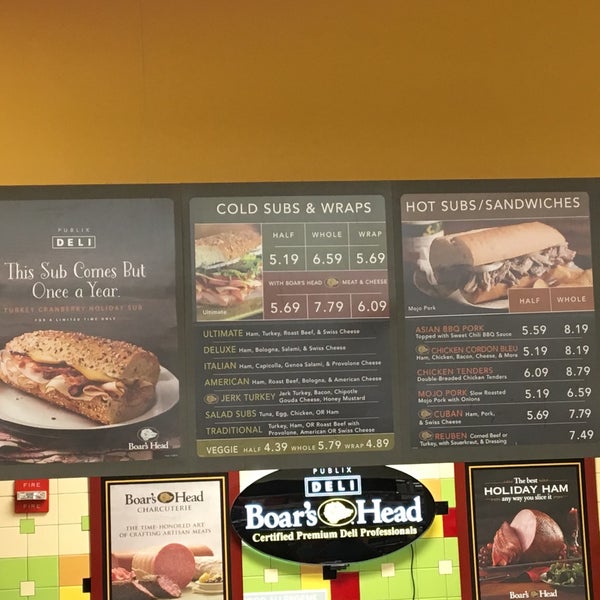 PUBLIX
DELI
This Sub Comes But
Once a Year.
TURKEY CRANBERRY HOLIDAY SUB
FOR A LIMITED TIME ONLY
Boar's Head
COLD SUBS & WRAPS
HALF WHOLE WRAP
5.19 6.59 5.69
WITH BOAR'S HEAD MEAT & CHEESE
5.69 7.79 6.09
Ultimate
ULTIMATE Ham, Turkey, Roast Beef, & Swiss Cheese
DELUXE Ham, Bologna, Salami, & Swiss Cheese
ITALIAN Ham, Capicolla, Genoa Salami, & Provolone Cheese
AMERICAN Ham, Roast Beef, Bologna, & American Cheese
JERK TURKEY Jerk Turkey, Bacon, Chipotle
Gouda Cheese, Honey Mustard
SALAD SUBS Tuna, Egg, Chicken, OR Ham
TRADITIONAL Turkey, Ham, OR Roast Beef with
Provolone, American OR Swiss Cheese
VEGGIE HALF 4.39 WHOLE 5.79 WRAP 4.89
HOT SUBS/SANDWICHES
Mojo Pork
HALF WHOLE
ASIAN BBQ PORK 5.59 8.19
Topped with Sweet Chili BBQ Sauce
CHICKEN CORDON BLEU 5.19 8.19
Ham, Chicken, Bacon, Cheese, & More
CHICKEN TENDERS 6.09 8.79
Double-Breaded Chicken Tenders
MOJO PORK Slow Roasted 5.19 6.59
Mojo Pork with Onions
CUBAN Ham, Pork, 5.69 7.79
& Swiss Cheese
REUBEN Corned Beef or 7.49
Turkey, with Sauerkraut, & Dressing
FIRE
FIRE
Boar's Head
CHARCUTERIE
THE TIME-HONORED ART
OF CRAFTING ARTISAN MEATS
PUBLIX
DELI
Boar's Head
Certified Premium Deli Professionals
The best
HOLIDAY HAM
any way you slice it
Boar's Head